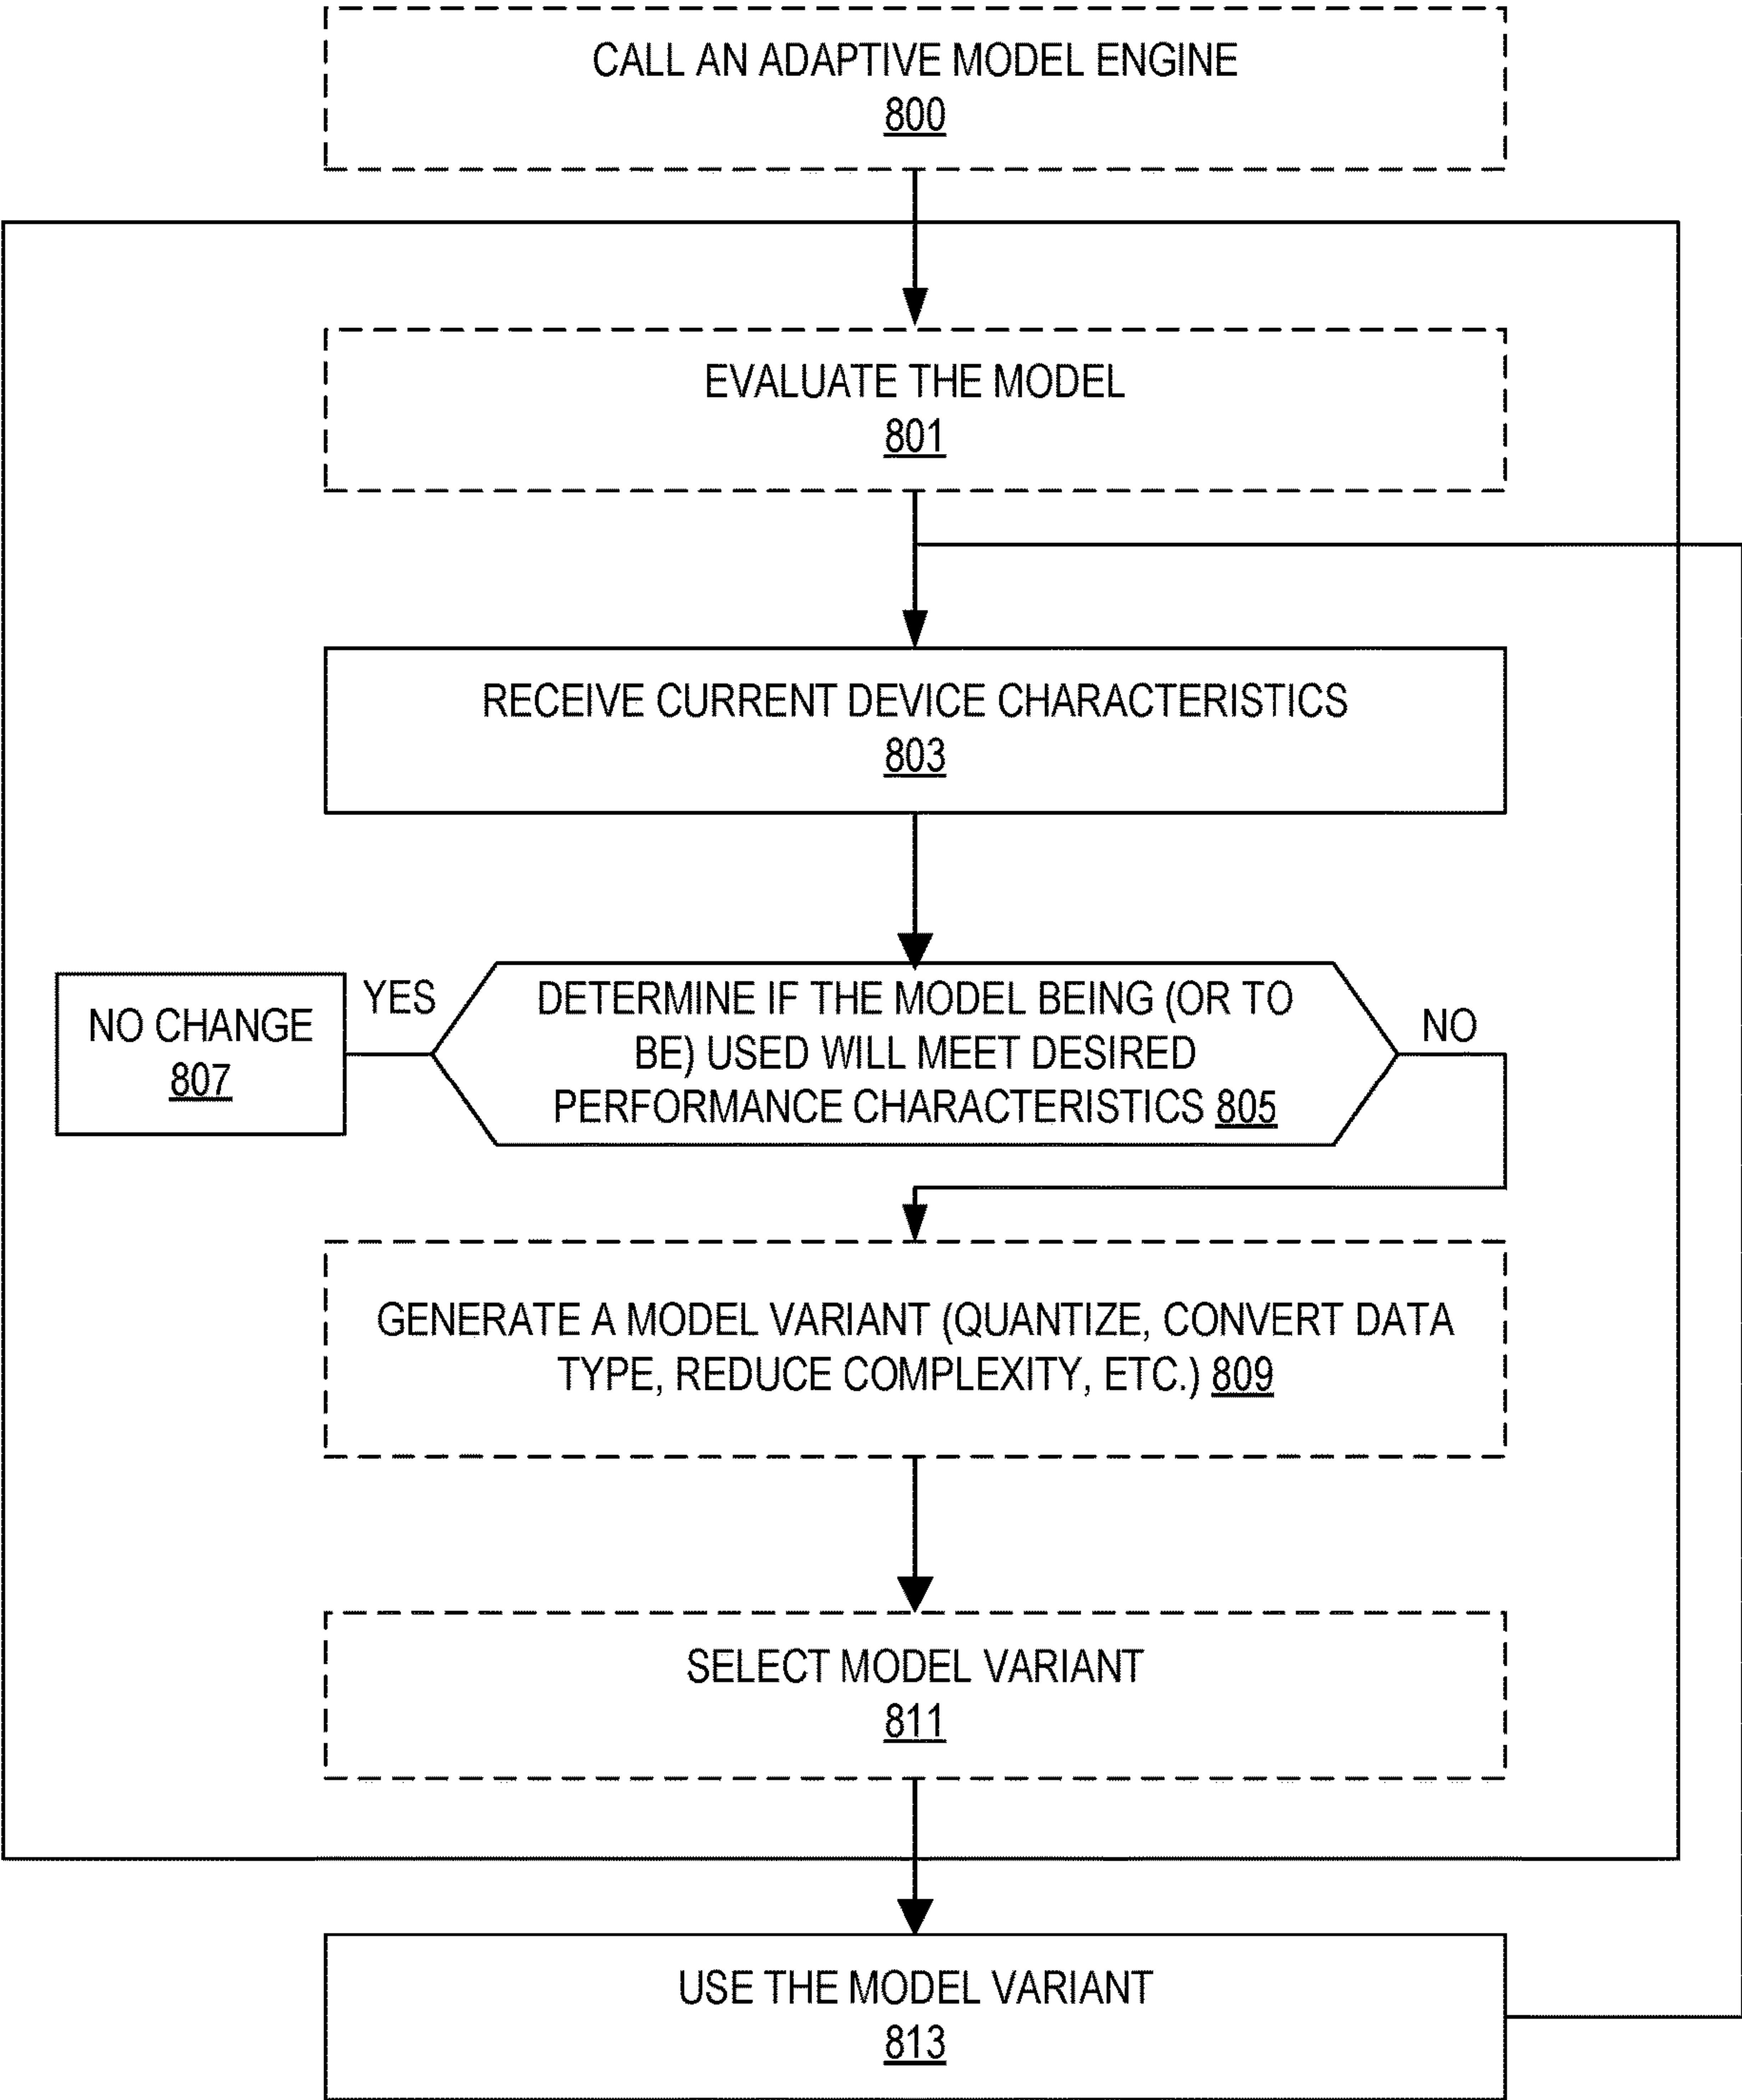 CALL AN ADAPTIVE MODEL ENGINE
800
EVALUATE THE MODEL
801
RECEIVE CURRENT DEVICE CHARACTERISTICS
803
NO CHANGE
807
YES
DETERMINE IF THE MODEL BEING (OR TO
BE) USED WILL MEET DESIRED
PERFORMANCE CHARACTERISTICS 805
NO
GENERATE A MODEL VARIANT (QUANTIZE, CONVERT DATA
TYPE, REDUCE COMPLEXITY, ETC.) 809
SELECT MODEL VARIANT
811
USE THE MODEL VARIANT
813